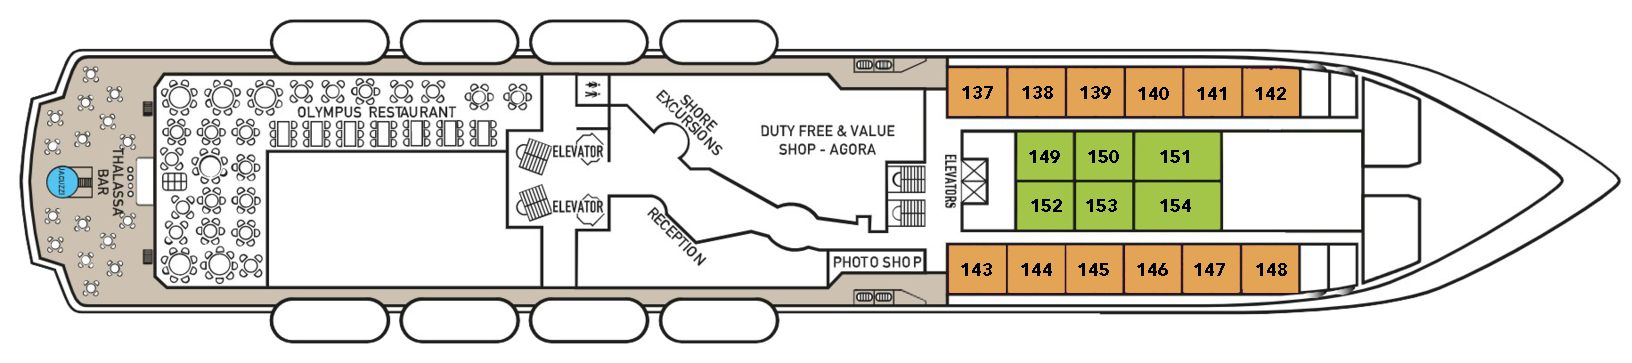 137 138 139 140 141 142
OLYMPUS RESTAURANT
SHORE
EXCURSIONS
DUTY FREE & VALUE
SHOP - AGORA
ELEVATOR
ELEVATOR
THALASSA
BAR
JACUZZI
ELEVATORS
149 150 151
152 153 154
RECEPTION
PHOTO SHOP
143 144 145 146 147 148